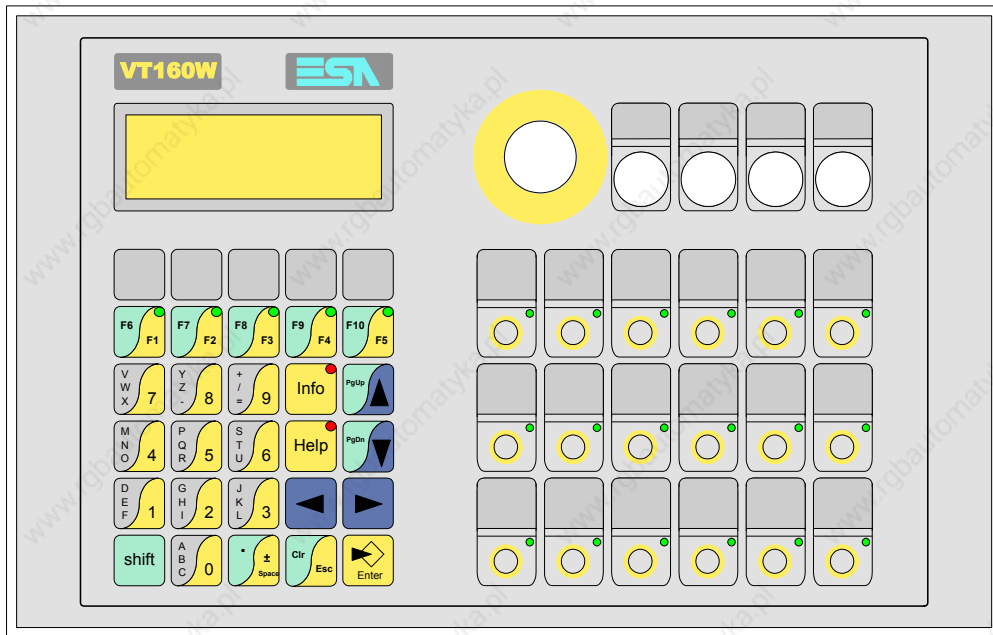 VT160W
ESA
F6 F1
F7 F2
F8 F3
F9 F4
F10 F5
V W X 7
Y Z - 8
+ / = 9
Info
PgUp
M N O 4
P Q R 5
S T U 6
Help
PgDn
D E F 1
G H I 2
J K L 3
shift
A B C 0
. ± Space
Clr Esc
Enter
www.rgbautomatyka.pl